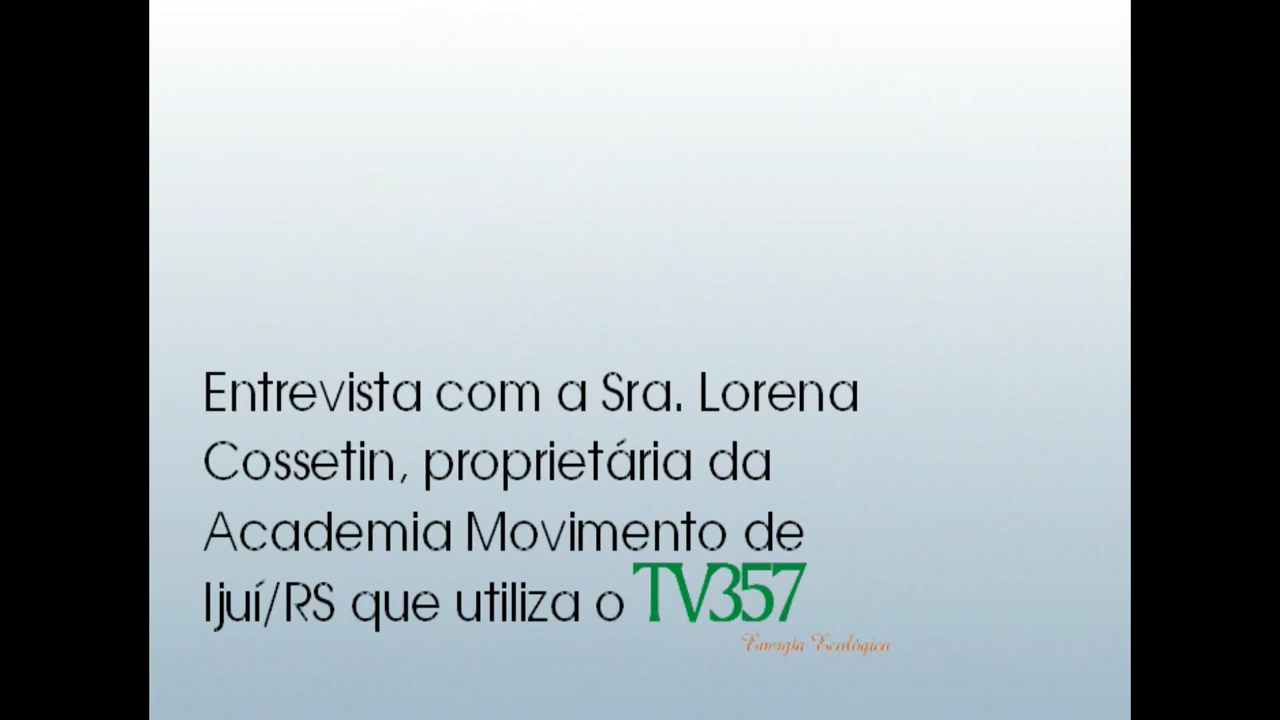 Entrevista com a Sra. Lorena
Cossetin, proprietária da
Academia Movimento de
Ijuí/RS que utiliza o TV357
Energia Ecológica